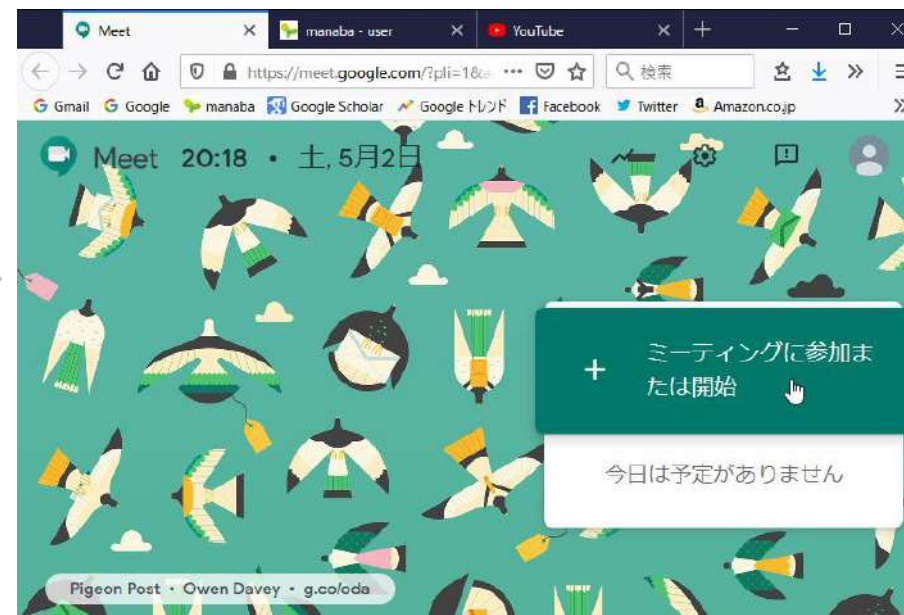 Meet
manaba - user
YouTube
https://meet.google.com/?pli=1&a
検索
Gmail
Google
manaba
Google Scholar
Google トレンド
Facebook
Twitter
Amazon.co.jp
Meet 20:18 • 土, 5月2日
+ ミーティングに参加ま
たは開始
今日は予定がありません
Pigeon Post • Owen Davey • g.co/oda